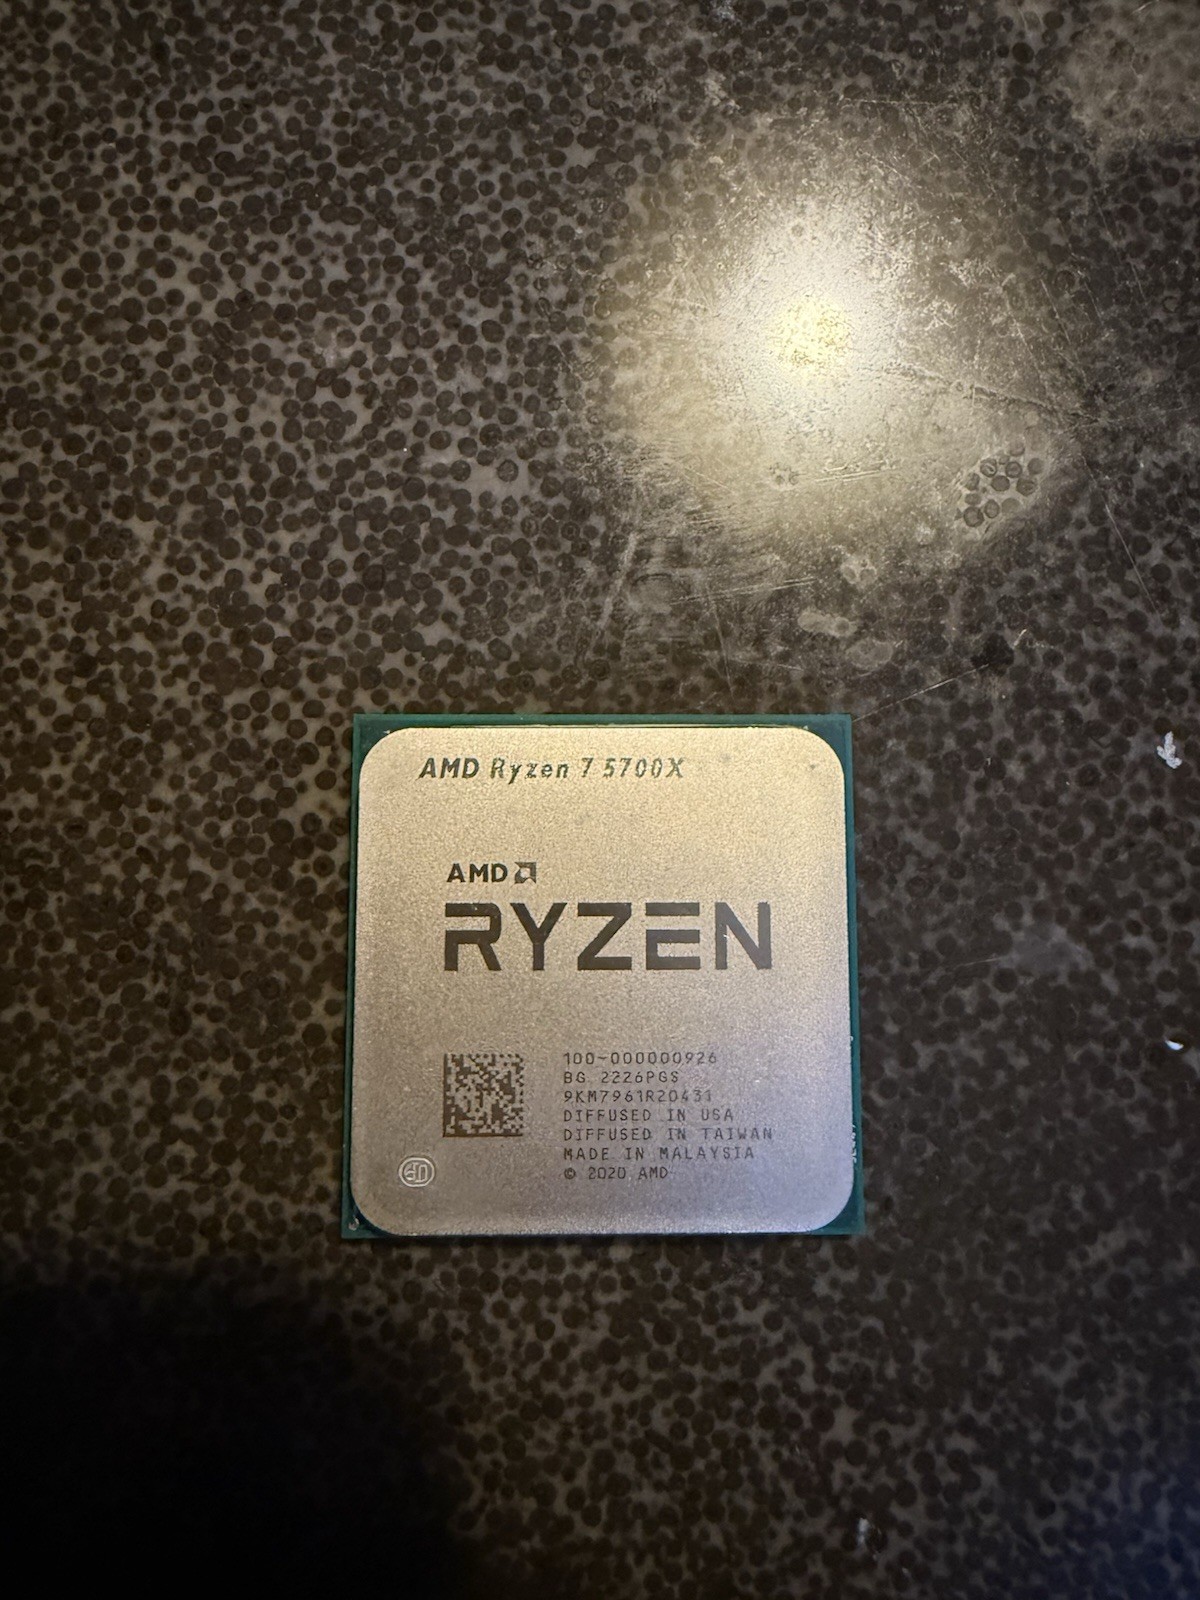 AMD Ryzen 7 5700X
AMD
RYZEN
100-000000926
BG 2226PGS
9KM7961R20431
DIFFUSED IN USA
DIFFUSED IN TAIWAN
MADE IN MALAYSIA
© 2020 AMD